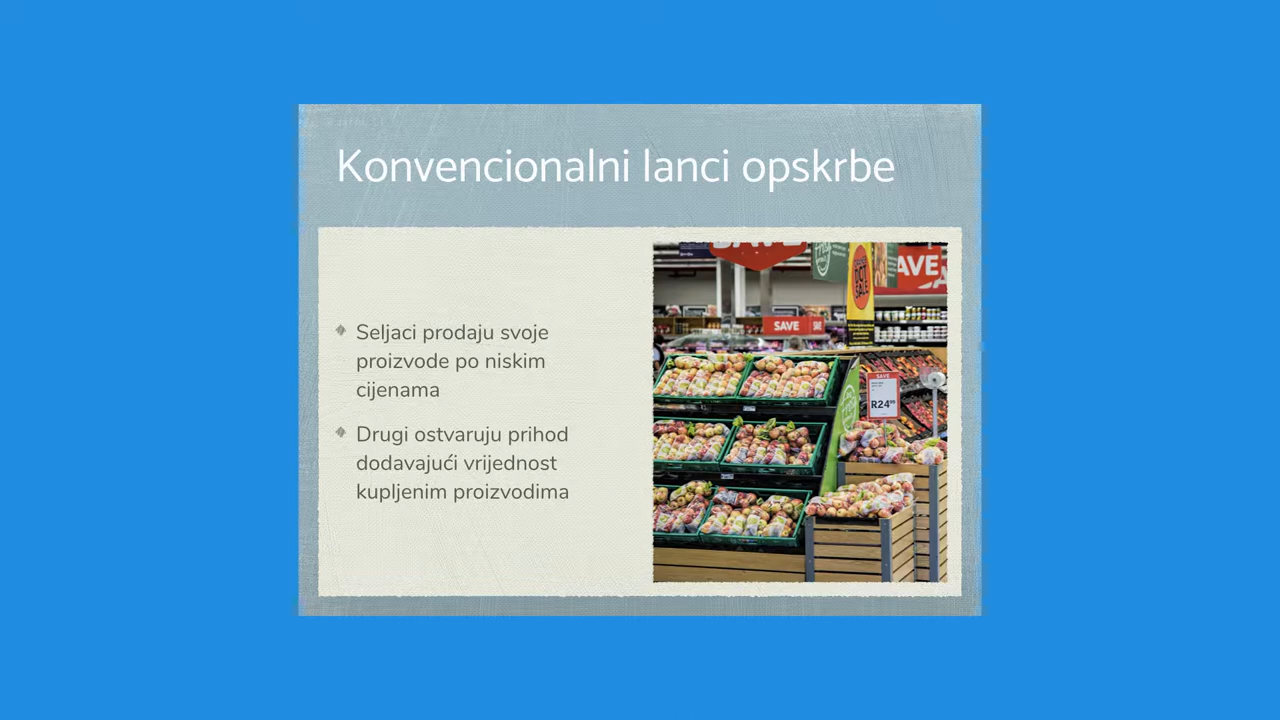 Konvencionalni lanci opskrbe
Seljaci prodaju svoje
proizvode po niskim
cijenama
Drugi ostvaruju prihod
dodavajući vrijednost
kupljenim proizvodima
SAVE
SAVE
SAVE
R24